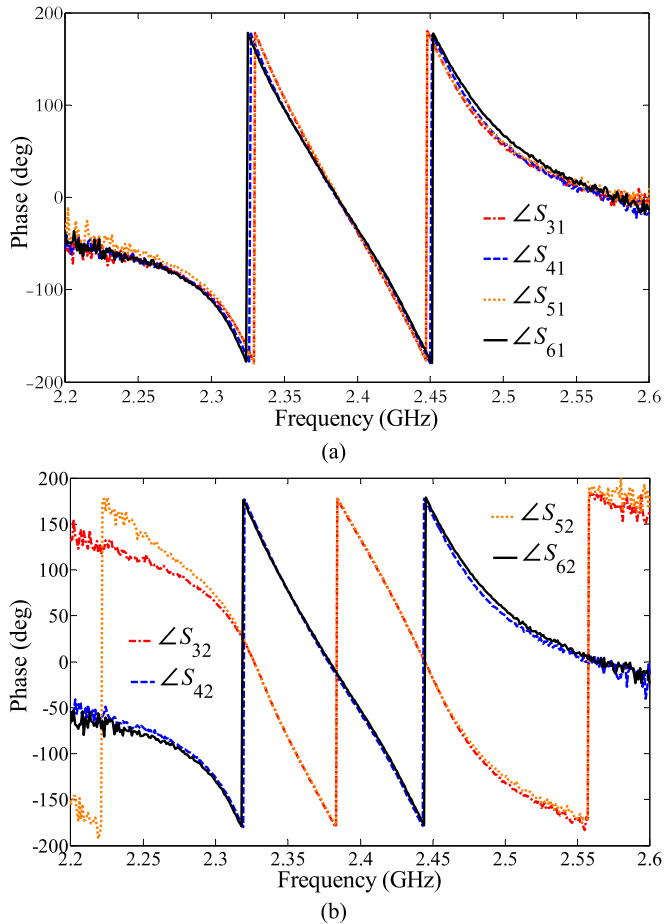 200
100
0
-100
-200
Phase (deg)
∠S31
∠S41
∠S51
∠S61
2.2 2.25 2.3 2.35 2.4 2.45 2.5 2.55 2.6
Frequency (GHz)
(a)
200
150
100
50
0
-50
-100
-150
-200
Phase (deg)
∠S52
∠S62
∠S32
∠S42
2.2 2.25 2.3 2.35 2.4 2.45 2.5 2.55 2.6
Frequency (GHz)
(b)